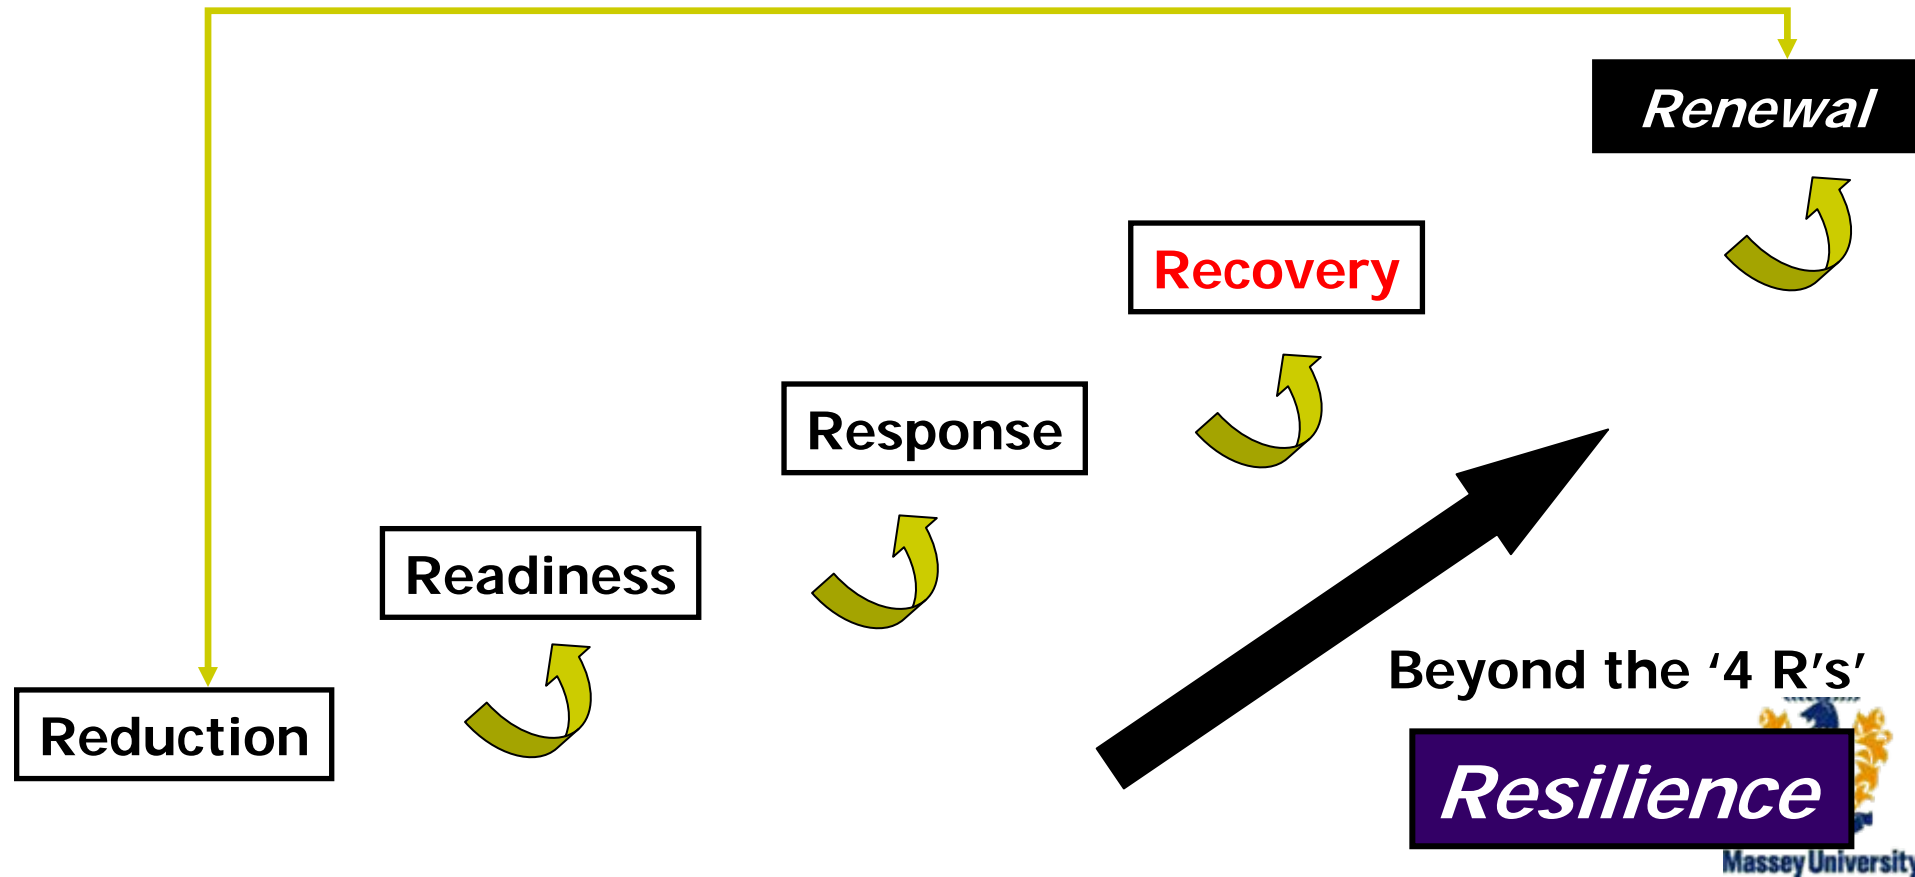 Renewal
Recovery
Response
Readiness
Reduction
Beyond the ‘4 R’s’
Resilience
Massey University